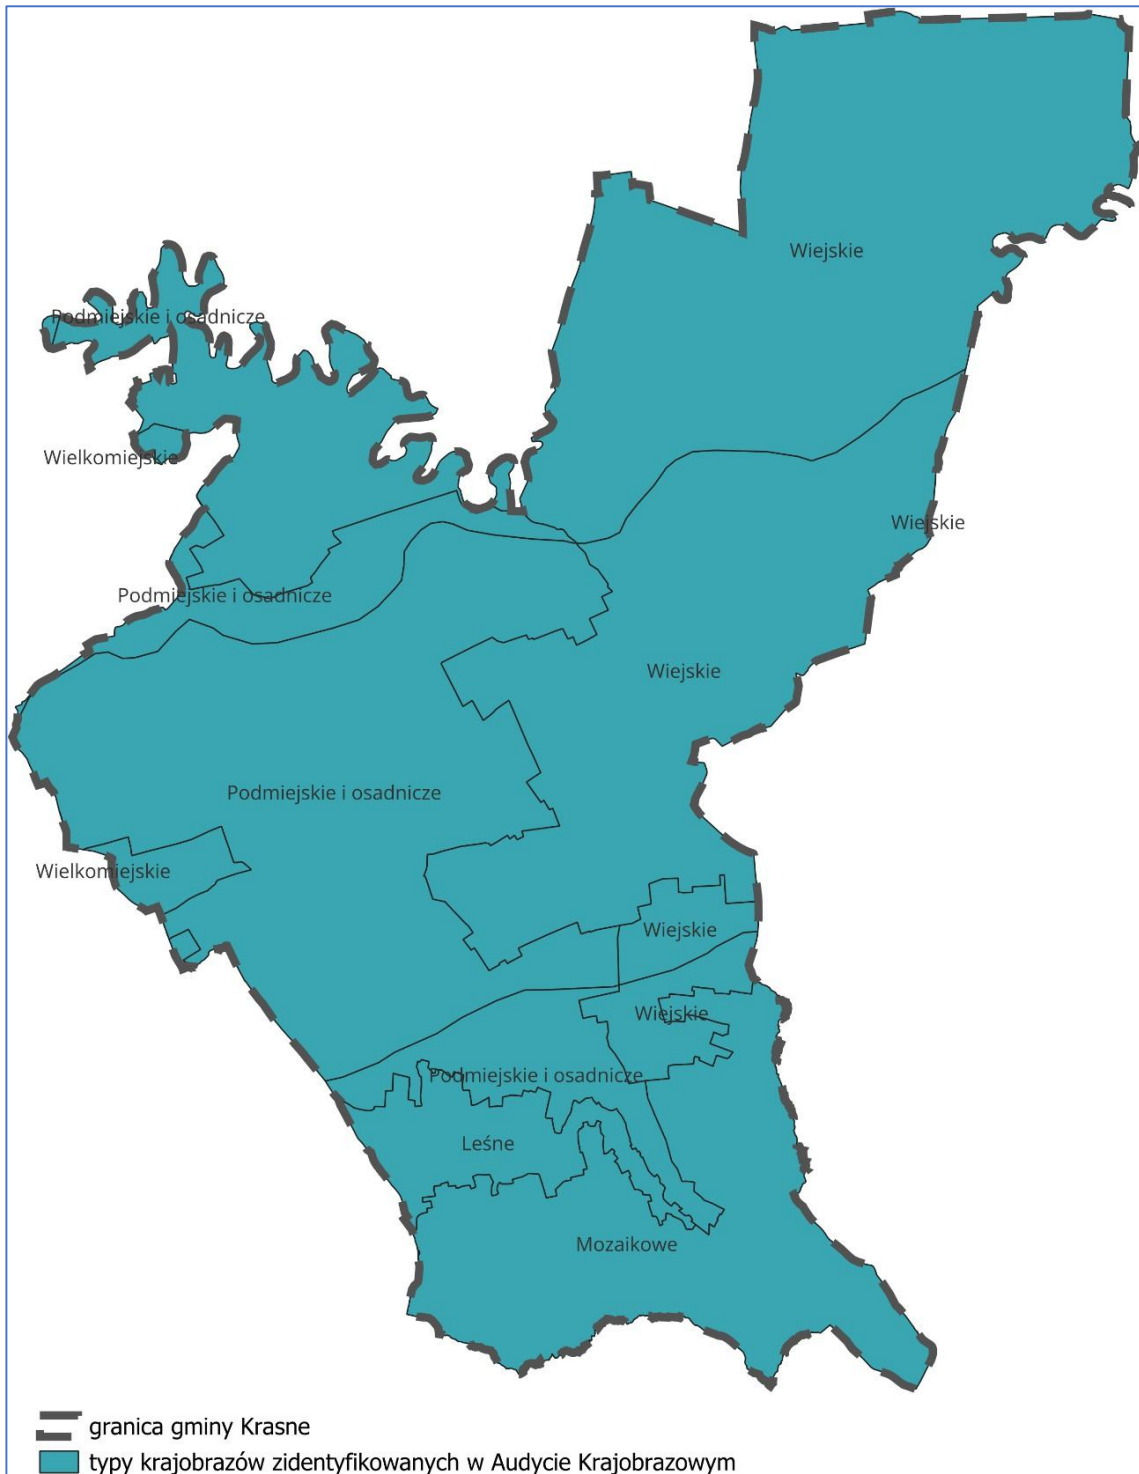 Wiejskie
Podmiejskie i osadnicze
Wielkomiejskie
Wiejskie
Podmiejskie i osadnicze
Wiejskie
Podmiejskie i osadnicze
Wielkomiejskie
Wiejskie
Wiejskie
Podmiejskie i osadnicze
Leśne
Mozaikowe
granica gminy Krasne
typy krajobrazów zidentyfikowanych w Audycie Krajobrazowym